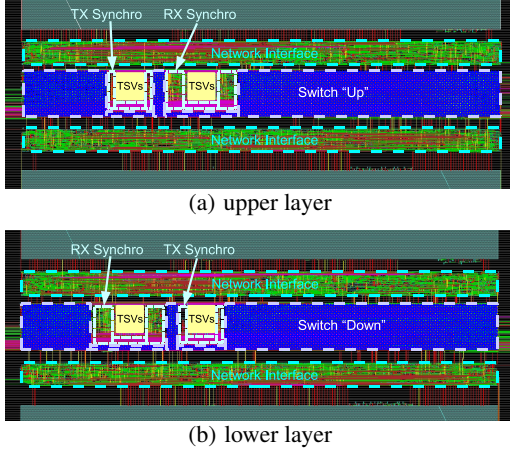 TX Synchro RX Synchro
Network Interface
TSVs TSVs Switch "Up"
Network Interface
(a) upper layer
RX Synchro TX Synchro
Network Interface
TSVs TSVs Switch "Down"
Network Interface
(b) lower layer